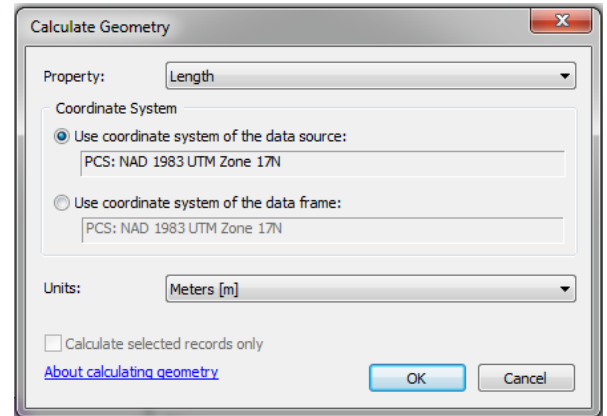 Calculate Geometry
Property: Length
Coordinate System
Use coordinate system of the data source:
PCS: NAD 1983 UTM Zone 17N
Use coordinate system of the data frame:
PCS: NAD 1983 UTM Zone 17N
Units: Meters [m]
Calculate selected records only
About calculating geometry OK Cancel